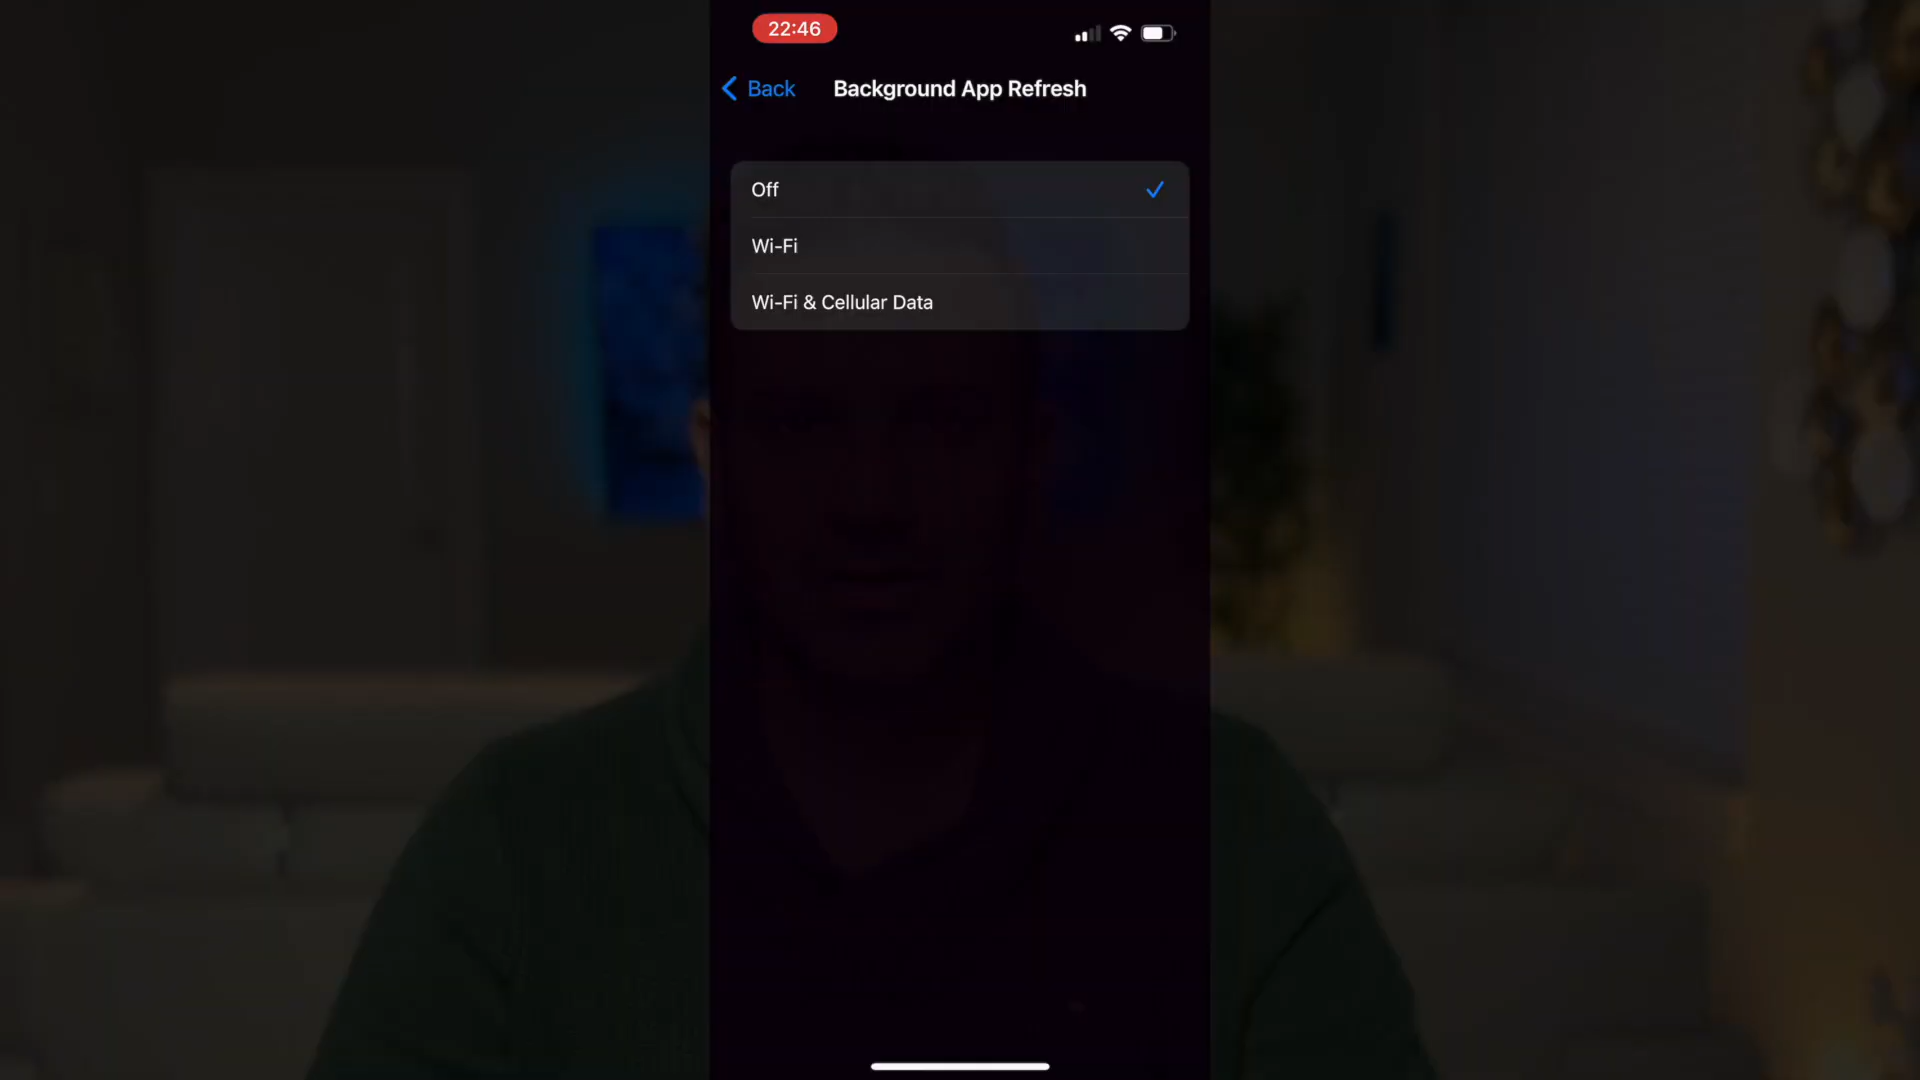 22:46
Back
Background App Refresh
Off
Wi-Fi
Wi-Fi & Cellular Data